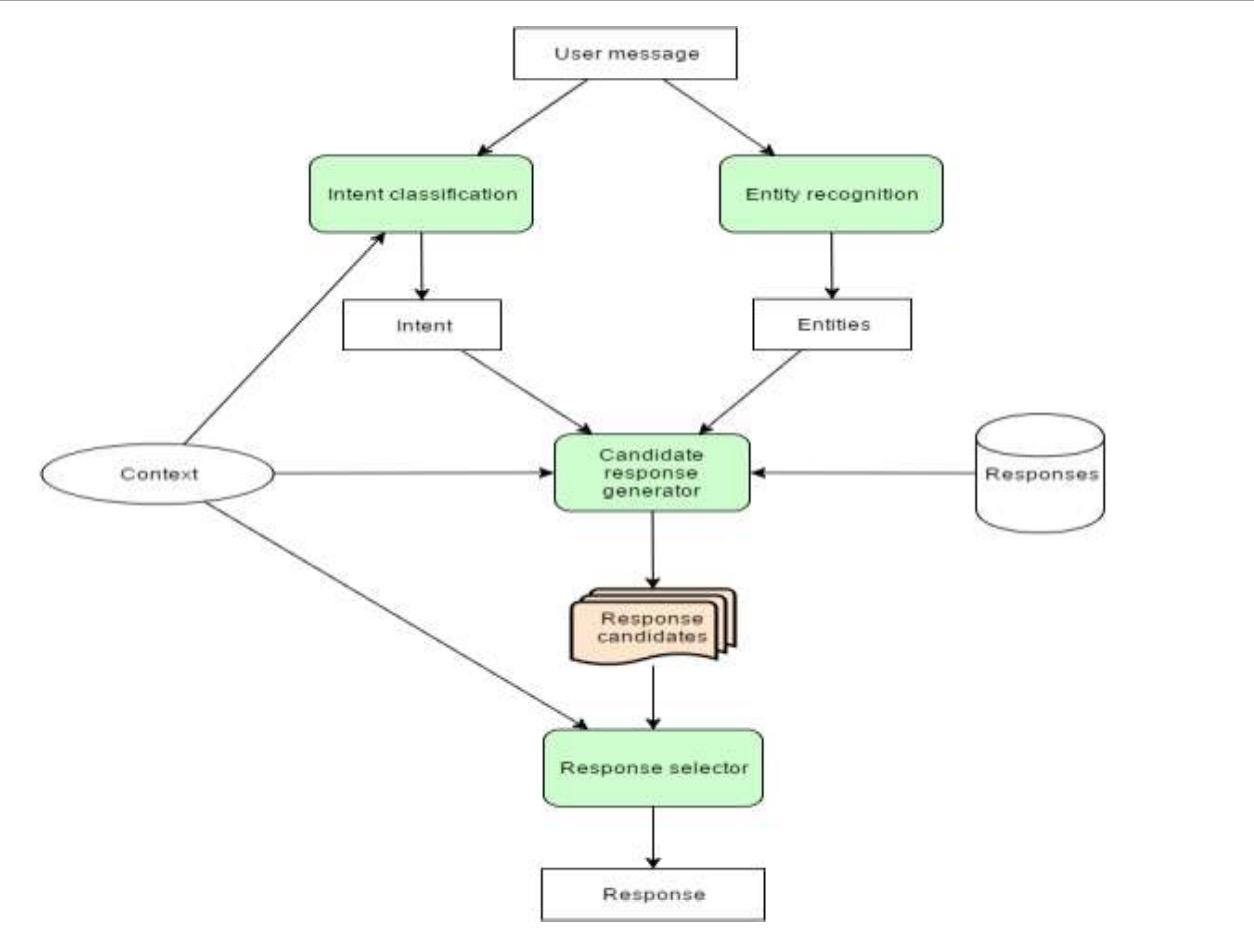 User message
Intent classification
Entity recognition
Intent
Entities
Context
Candidate
response
generator
Responses
Response
candidates
Response selector
Response